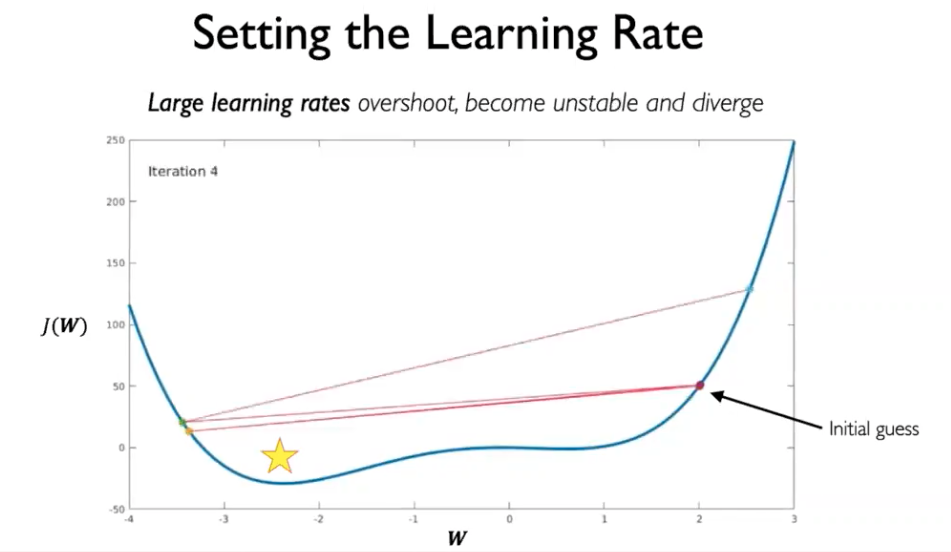 Setting the Learning Rate
Large learning rates overshoot, become unstable and diverge
250
Iteration 4
200
150
J(W)
100
50
Initial guess
0
-50
-4
-3
-2
-1
0
1
2
3
W